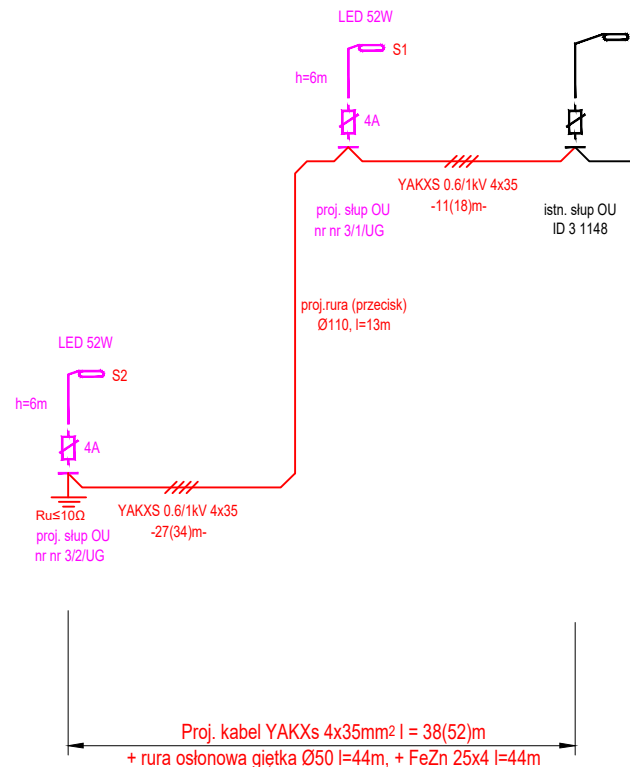 LED 52W
S1
h=6m
4A
YAKXS 0.6/1kV 4x35
-11(18)m-
proj. słup OU
nr nr 3/1/UG
istn. słup OU
ID 3 1148
proj.rura (przecisk)
Ø110, l=13m
LED 52W
S2
h=6m
4A
Ru≤10Ω
YAKXS 0.6/1kV 4x35
-27(34)m-
proj. słup OU
nr nr 3/2/UG
Proj. kabel YAKXs 4x35mm² l = 38(52)m
+ rura osłonowa giętka Ø50 l=44m, + FeZn 25x4 l=44m